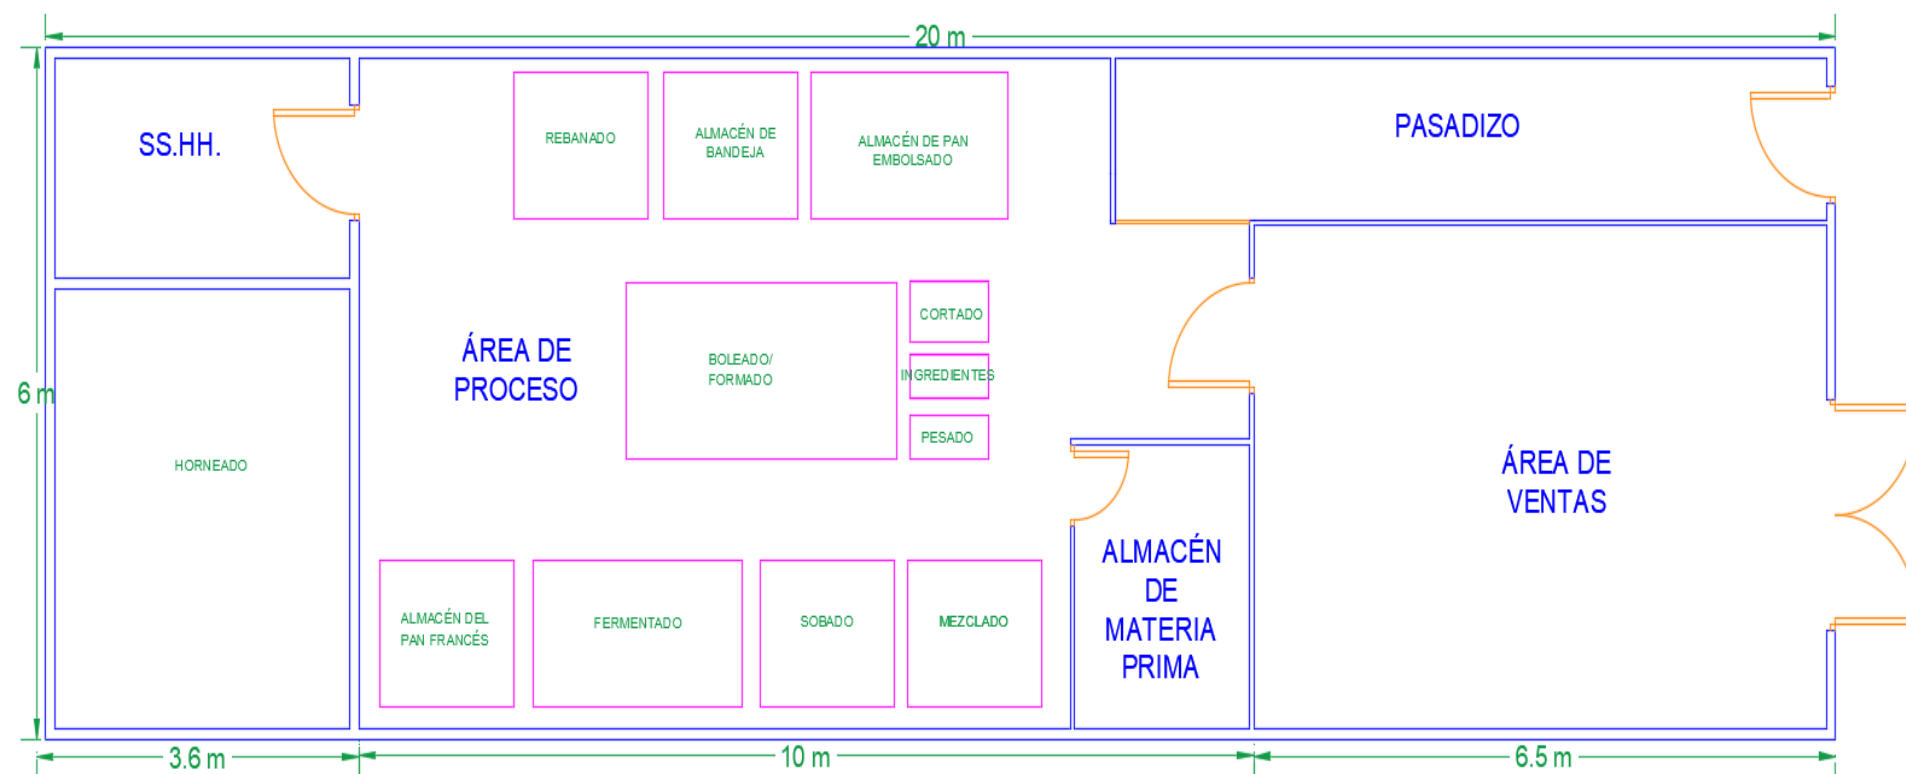 20 m
SS.HH.
REBANADO
ALMACÉN DE
BANDEJA
ALMACÉN DE PAN
EMBOLSADO
PASADIZO
CORTADO
ÁREA DE
PROCESO
BOLEADO/
FORMADO
INGREDIENTES
6 m
PESADO
HORNEADO
ÁREA DE
VENTAS
ALMACÉN
DE
MATERIA
PRIMA
ALMACÉN DEL
PAN FRANCÉS
FERMENTADO
SOBADO
MEZCLADO
3.6 m
10 m
6.5 m